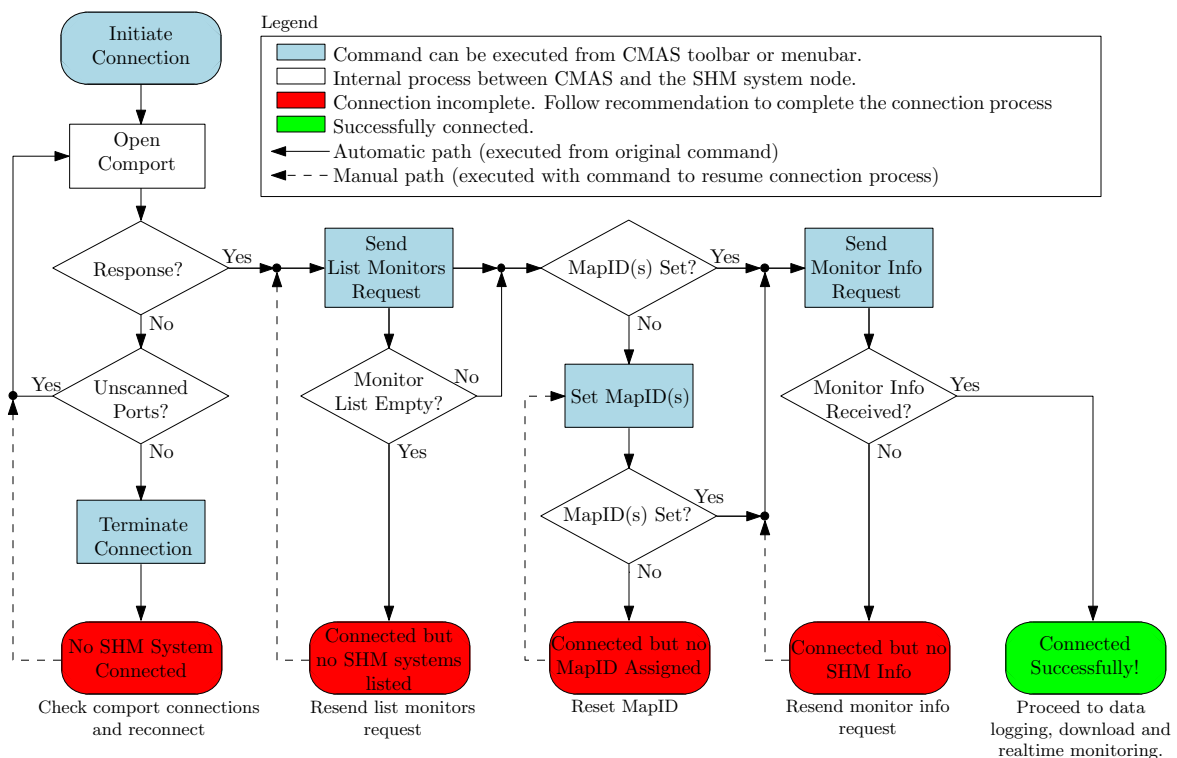 Initiate
Connection
Legend
Command can be executed from CMAS toolbar or menubar.
Internal process between CMAS and the SHM system node.
Connection incomplete. Follow recommendation to complete the connection process
Successfully connected.
Automatic path (executed from original command)
Manual path (executed with command to resume connection process)
Open
Comport
Response?
Yes
No
Unscanned
Ports?
Yes
No
Terminate
Connection
No SHM System
Connected
Check comport connections
and reconnect
Send
List Monitors
Request
Monitor
List Empty?
No
Yes
Connected but
no SHM systems
listed
Resend list monitors
request
MapID(s) Set?
Yes
No
Set MapID(s)
MapID(s) Set?
Yes
No
Connected but no
MapID Assigned
Reset MapID
Send
Monitor Info
Request
Monitor Info
Received?
Yes
No
Connected but no
SHM Info
Resend monitor info
request
Connected
Successfully!
Proceed to data
logging, download and
realtime monitoring.